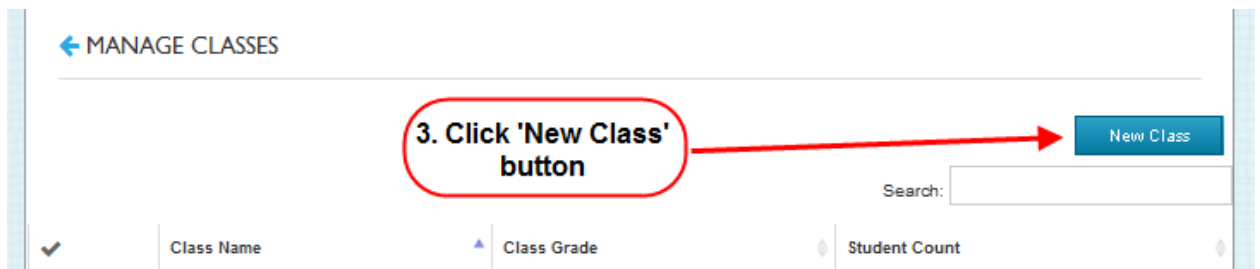 MANAGE CLASSES
3. Click 'New Class'
button
New Class
Search:
Class Name
Class Grade
Student Count